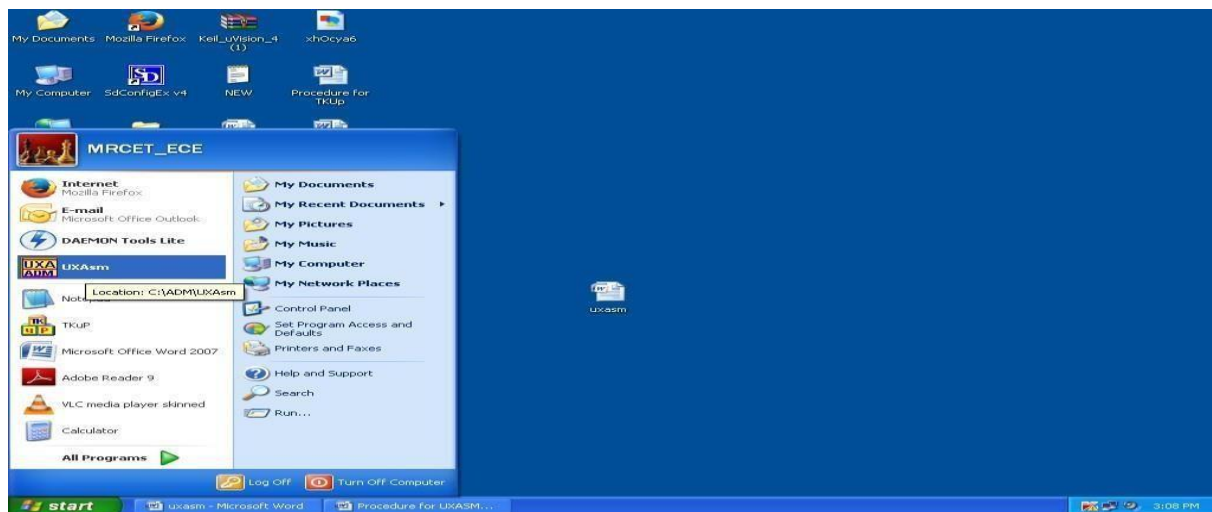 My Documents
Mozilla Firefox
Keil_uVision_4
(1)
xhOcya6
My Computer
SdConfigEx v4
NEW
Procedure for
TKUp
MRCET_ECE
Internet
Mozilla Firefox
E-mail
Microsoft Office Outlook
DAEMON Tools Lite
UXA
ADM
UXAsm
Location: C:\ADM\UXAsm
TKuP
Microsoft Office Word 2007
Adobe Reader 9
VLC media player skinned
Calculator
All Programs
My Documents
My Recent Documents
My Pictures
My Music
My Computer
My Network Places
Control Panel
Set Program Access and
Defaults
Printers and Faxes
Help and Support
Search
Run...
Log Off
Turn Off Computer
uxasm
start
uxasm - Microsoft Word
Procedure for UXASM...
3:08 PM